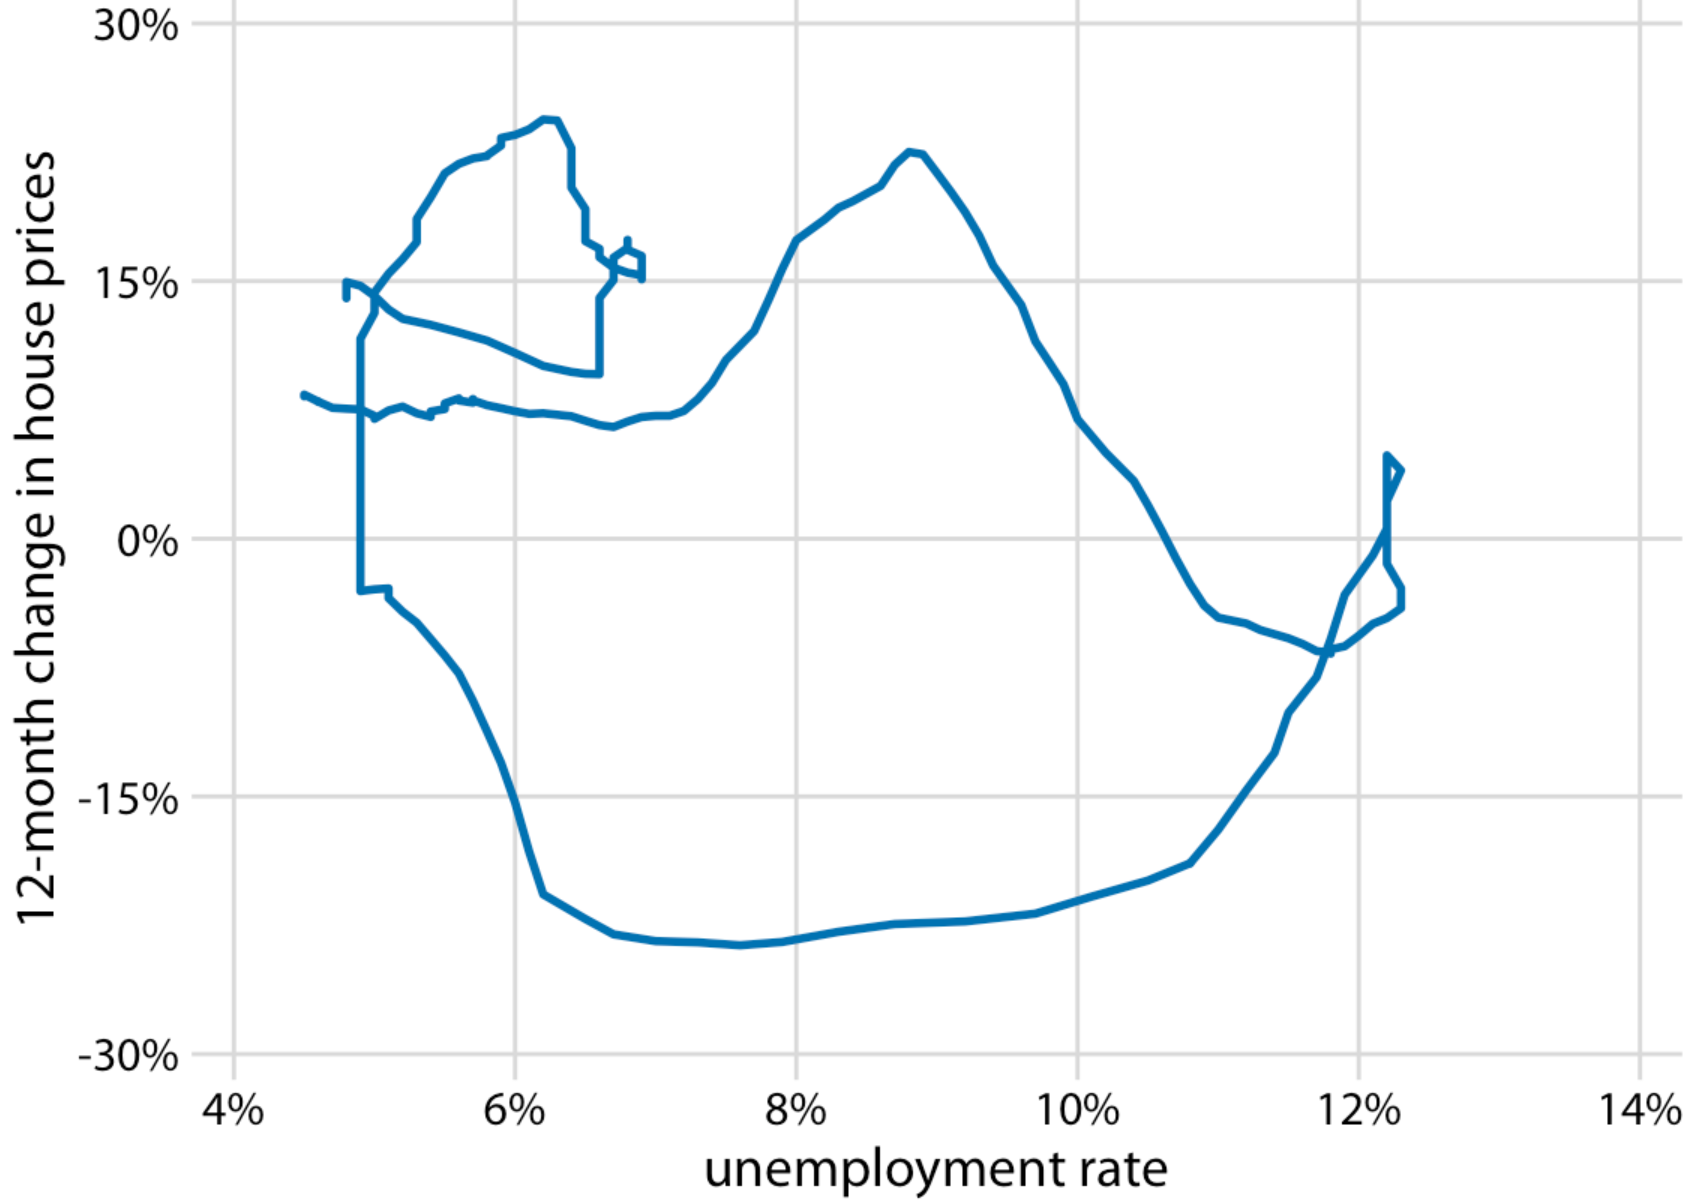 12-month change in house prices
30%
15%
0%
-15%
-30%
4% 6% 8% 10% 12% 14%
unemployment rate